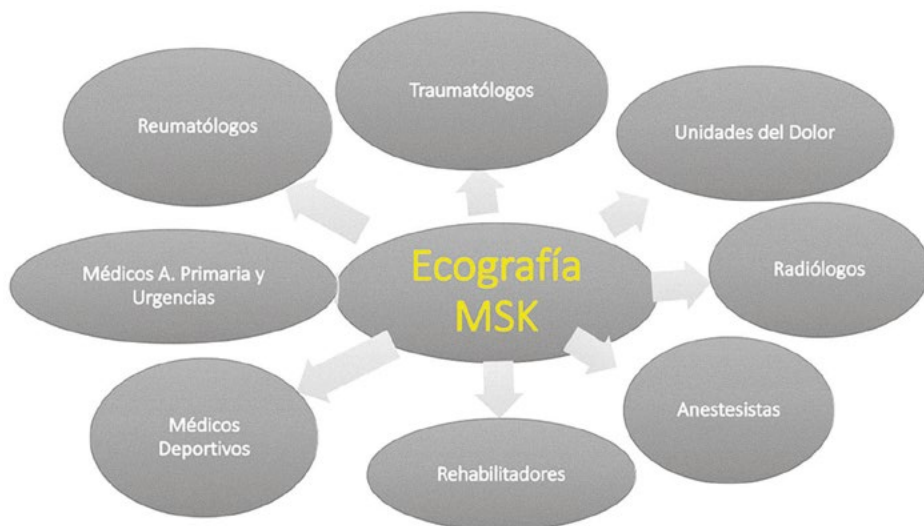 Traumatólogos
Reumatólogos
Unidades del Dolor
Ecografía
MSK
Médicos A. Primaria y
Urgencias
Radiólogos
Médicos
Deportivos
Anestesistas
Rehabilitadores